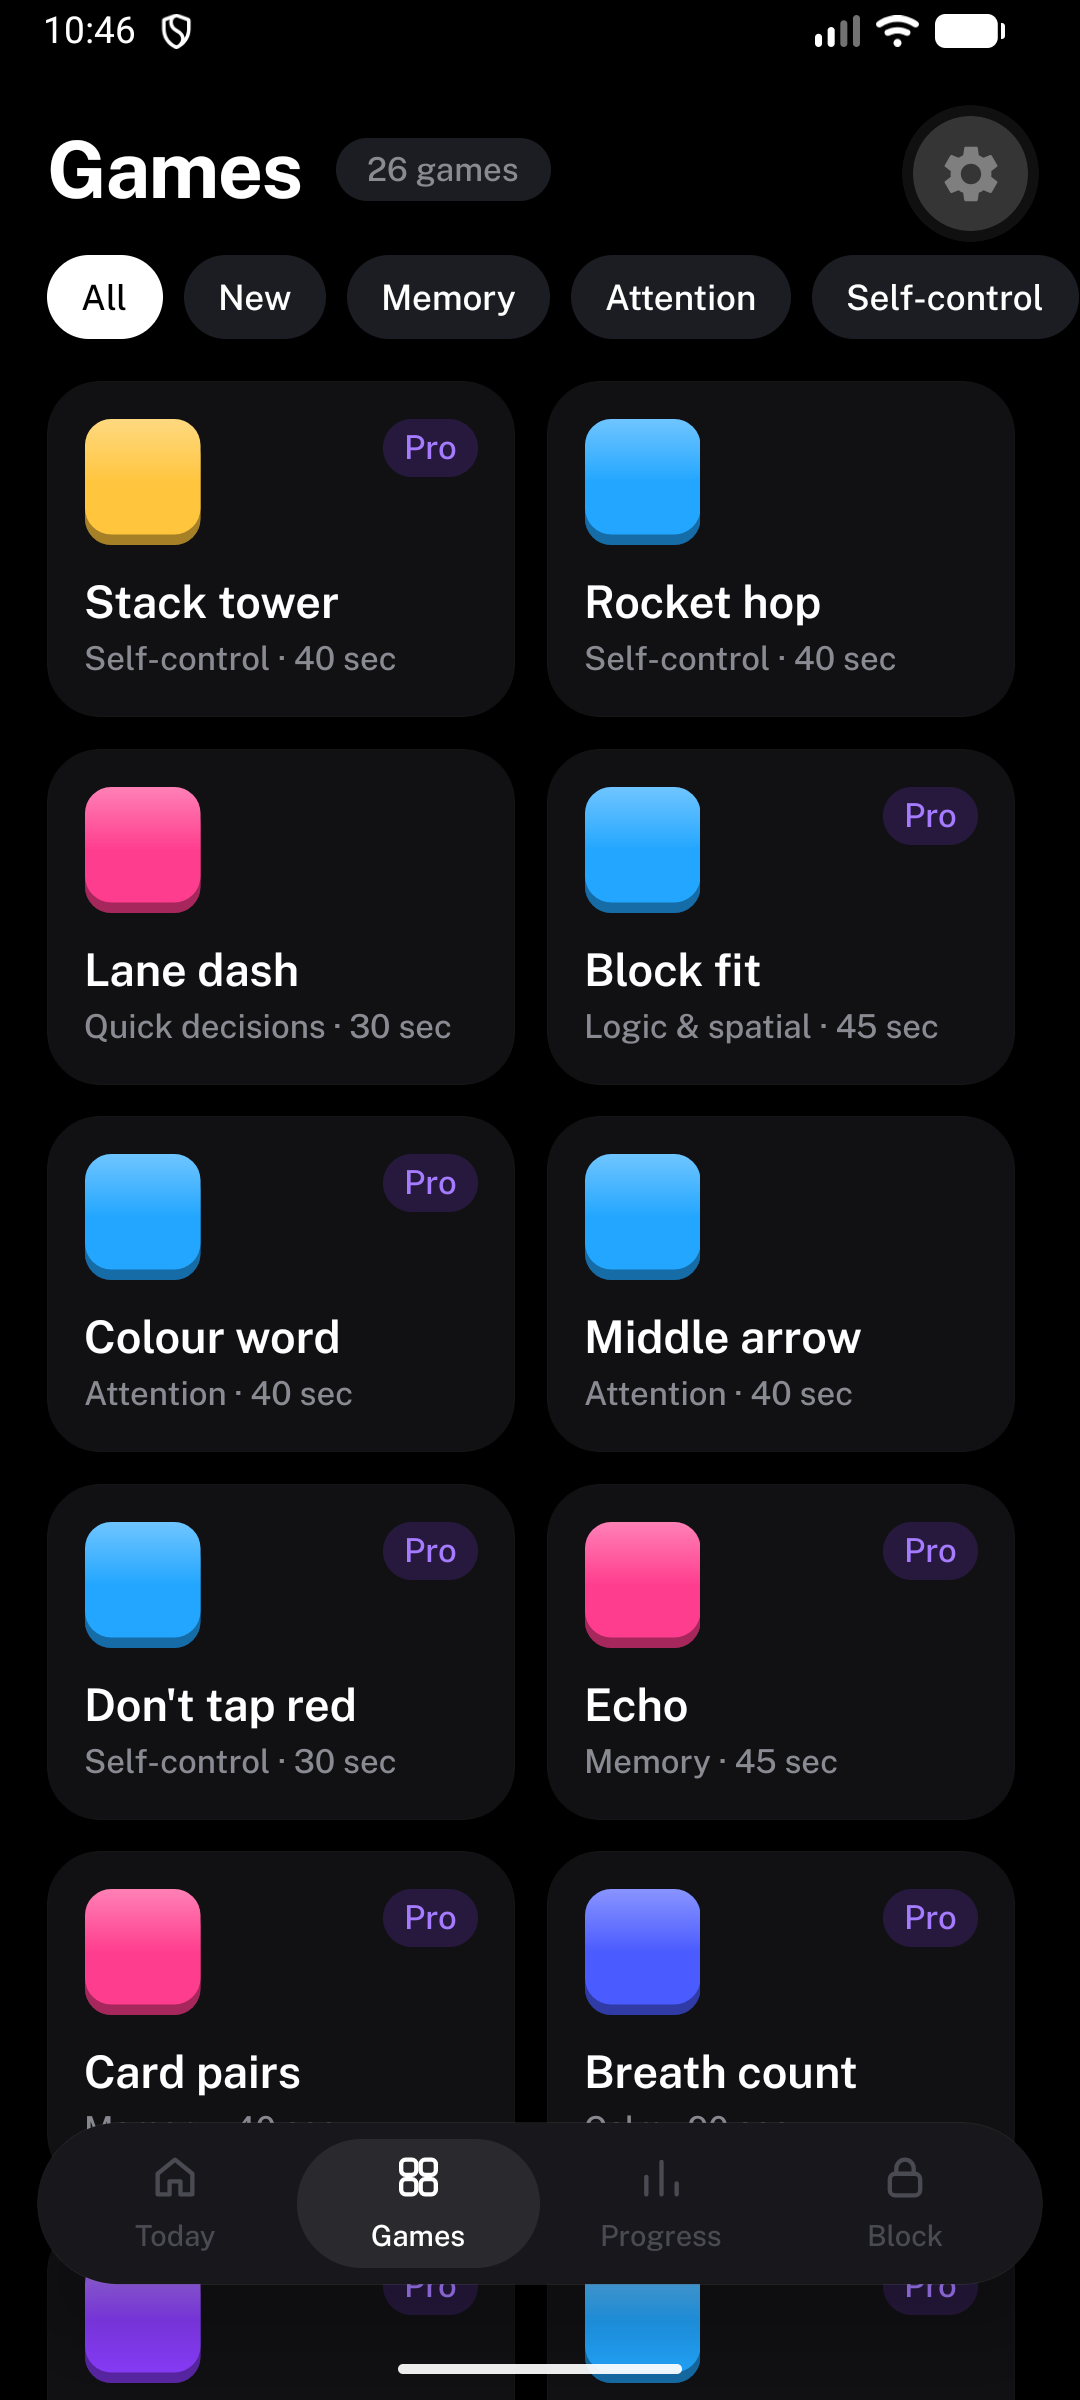 10:46
Games
26 games
All
New
Memory
Attention
Self-control
Pro
Stack tower
Self-control · 40 sec
Rocket hop
Self-control · 40 sec
Lane dash
Quick decisions · 30 sec
Pro
Block fit
Logic & spatial · 45 sec
Pro
Colour word
Attention · 40 sec
Middle arrow
Attention · 40 sec
Pro
Don't tap red
Self-control · 30 sec
Pro
Echo
Memory · 45 sec
Pro
Card pairs
Pro
Breath count
Today
Games
Progress
Block
Pro
Pro